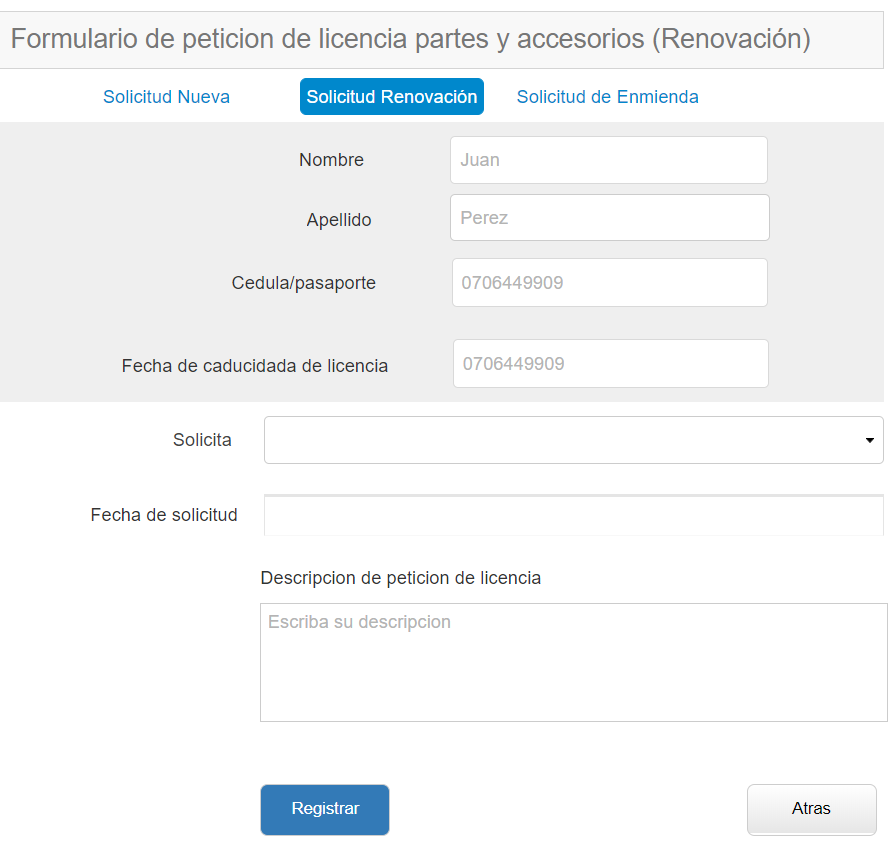 Formulario de peticion de licencia partes y accesorios (Renovación)
Solicitud Nueva Solicitud Renovación Solicitud de Enmienda
Nombre Juan
Apellido Perez
Cedula/pasaporte 0706449909
Fecha de caducidada de licencia 0706449909
Solicita
Fecha de solicitud
Descripcion de peticion de licencia
Escriba su descripcion
Registrar Atras